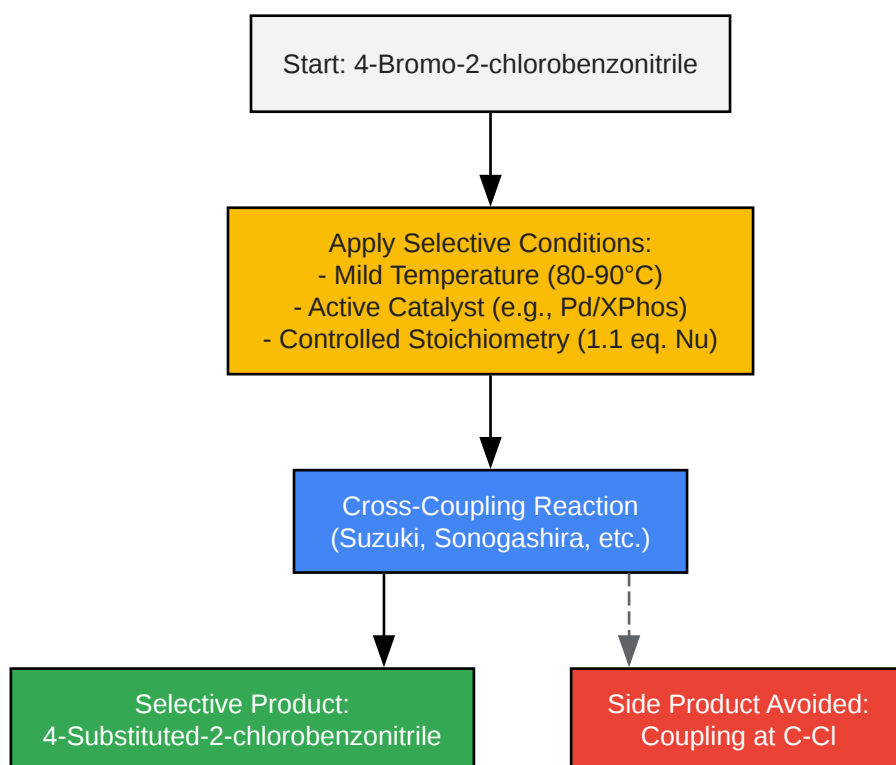 Start: 4-Bromo-2-chlorobenzonitrile
Apply Selective Conditions:
- Mild Temperature (80-90°C)
- Active Catalyst (e.g., Pd/XPhos)
- Controlled Stoichiometry (1.1 eq. Nu)
Cross-Coupling Reaction
(Suzuki, Sonogashira, etc.)
Selective Product:
4-Substituted-2-chlorobenzonitrile
Side Product Avoided:
Coupling at C-Cl